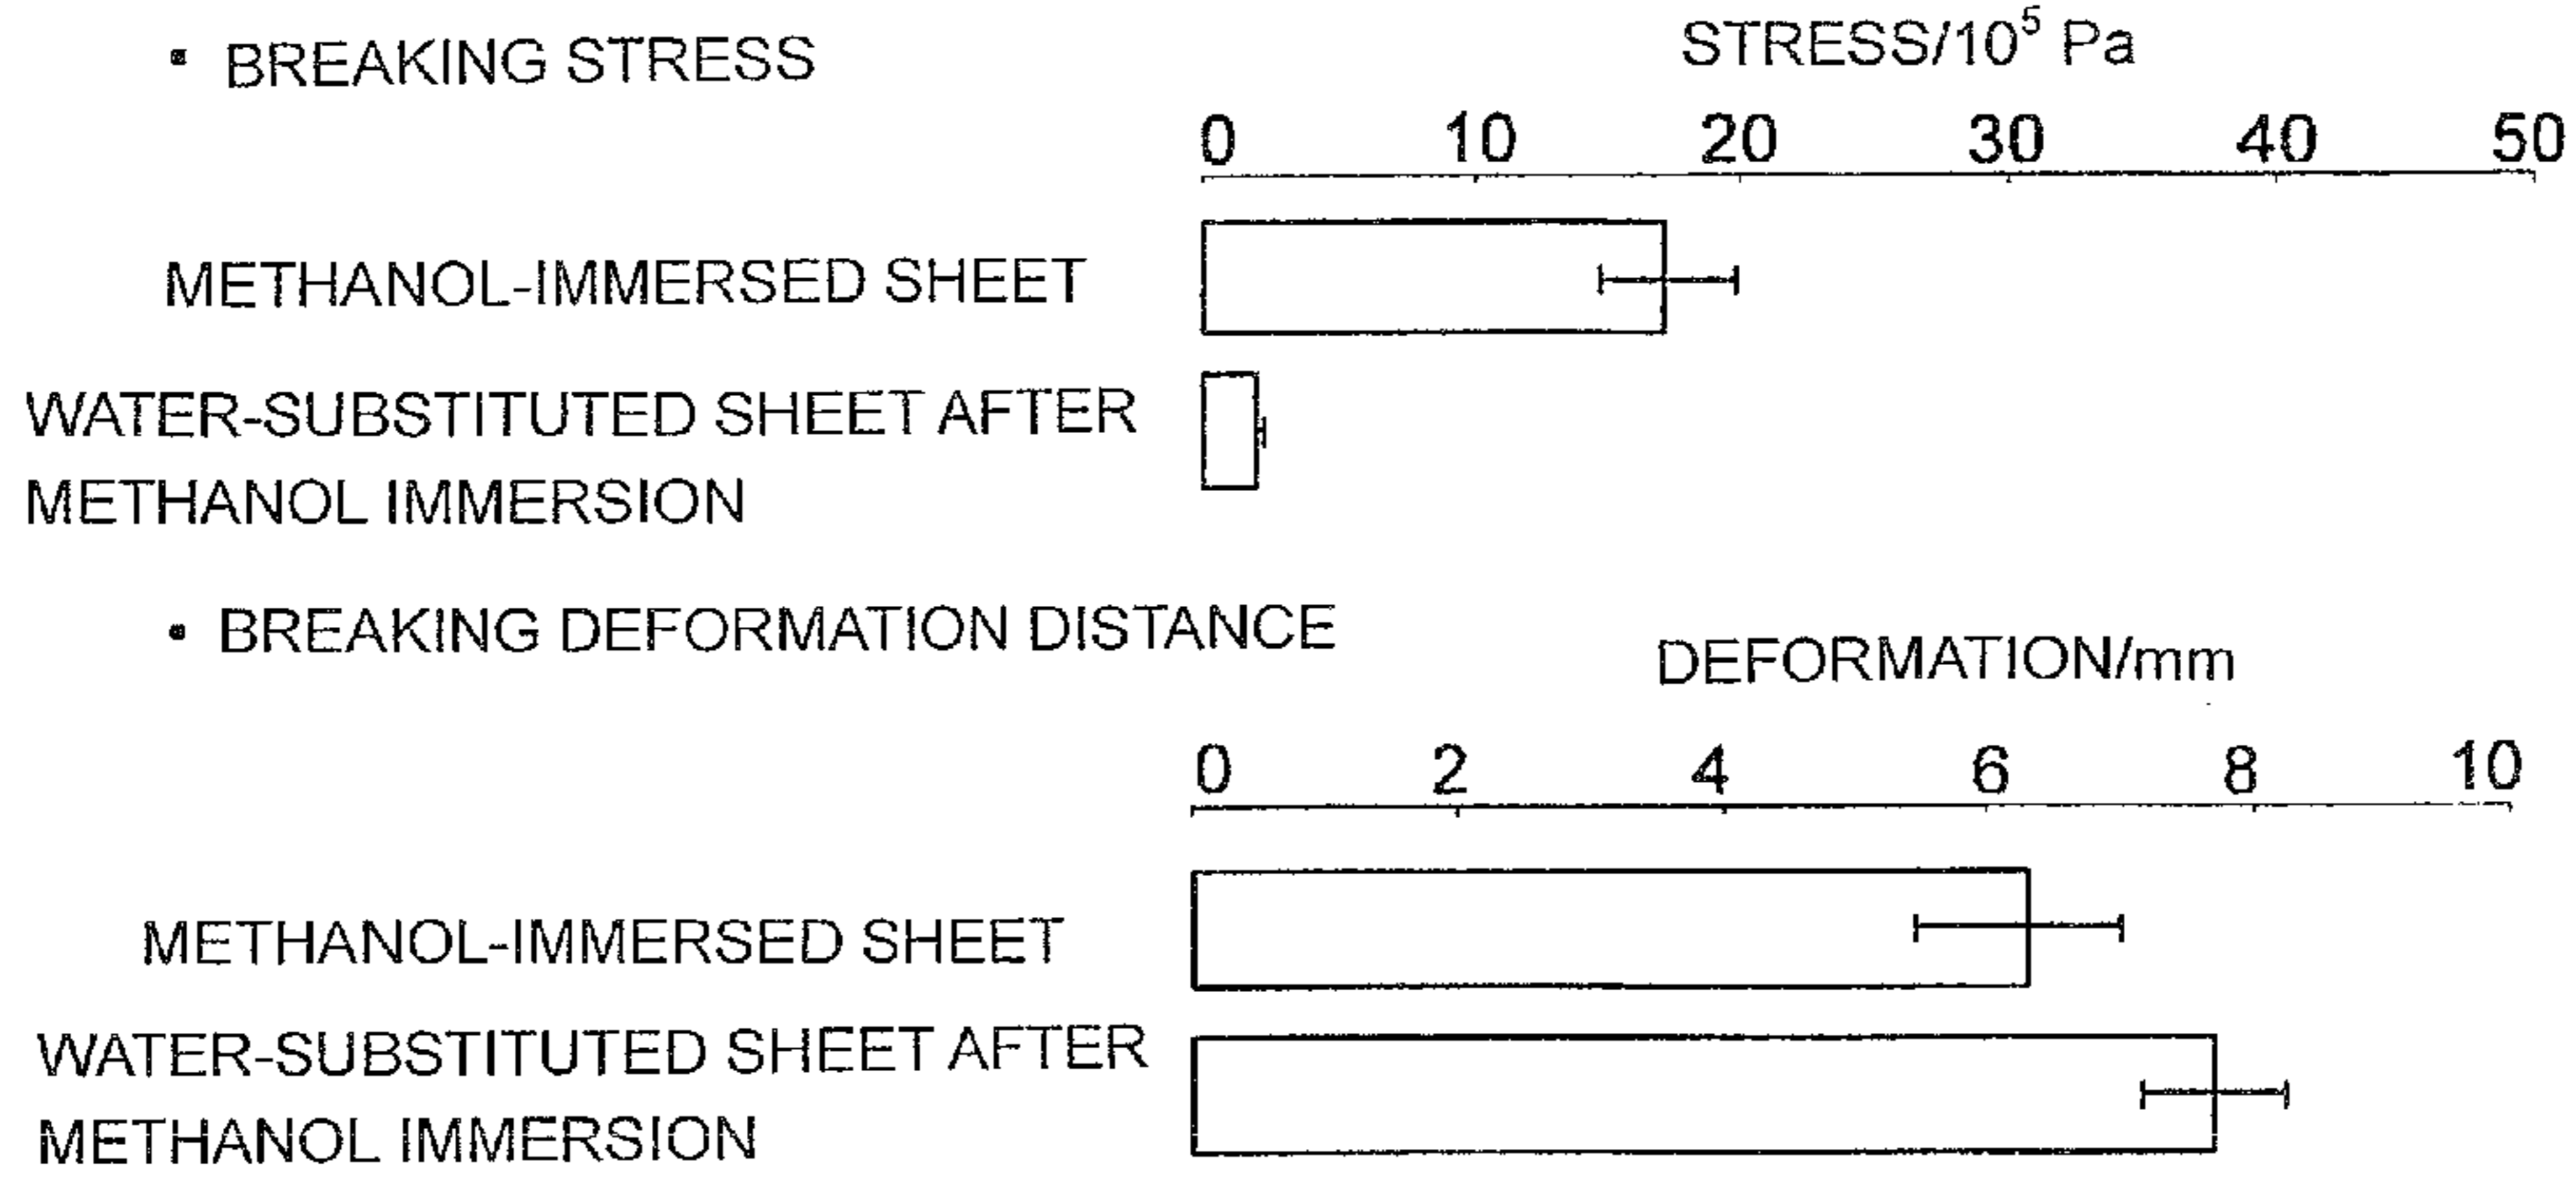 • BREAKING STRESS
STRESS/10⁵ Pa
0 10 20 30 40 50
METHANOL-IMMERSED SHEET
WATER-SUBSTITUTED SHEET AFTER
METHANOL IMMERSION
• BREAKING DEFORMATION DISTANCE
DEFORMATION/mm
0 2 4 6 8 10
METHANOL-IMMERSED SHEET
WATER-SUBSTITUTED SHEET AFTER
METHANOL IMMERSION